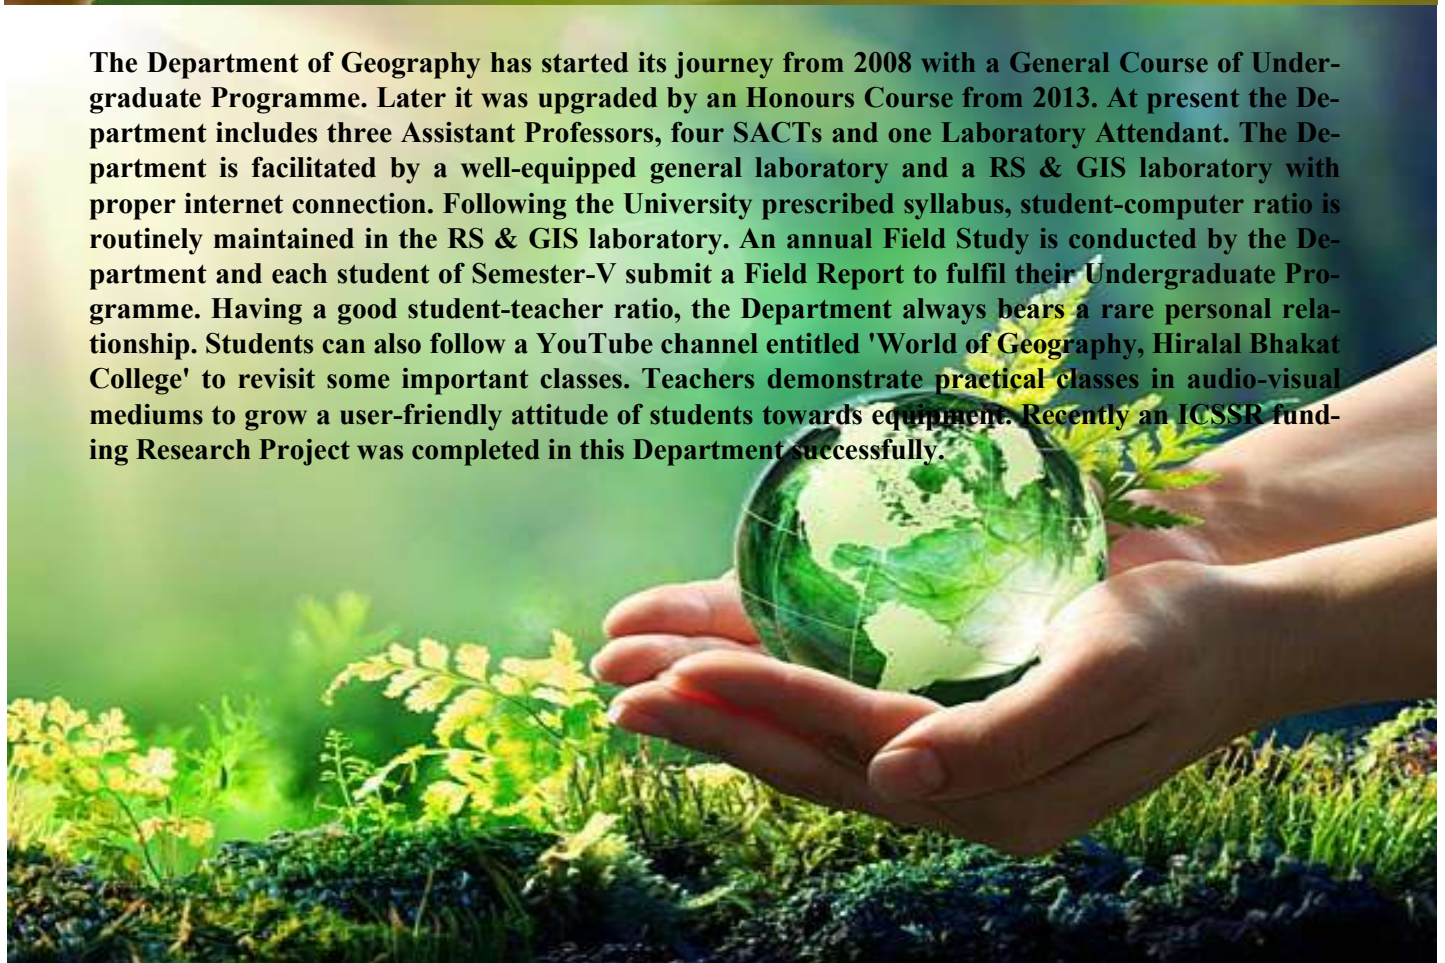 The Department of Geography has started its journey from 2008 with a General Course of Under-
graduate Programme. Later it was upgraded by an Honours Course from 2013. At present the De-
partment includes three Assistant Professors, four SACTs and one Laboratory Attendant. The De-
partment is facilitated by a well-equipped general laboratory and a RS & GIS laboratory with
proper internet connection. Following the University prescribed syllabus, student-computer ratio is
routinely maintained in the RS & GIS laboratory. An annual Field Study is conducted by the De-
partment and each student of Semester-V submit a Field Report to fulfil their Undergraduate Pro-
gramme. Having a good student-teacher ratio, the Department always bears a rare personal rela-
tionship. Students can also follow a YouTube channel entitled 'World of Geography, Hiralal Bhakat
College' to revisit some important classes. Teachers demonstrate practical classes in audio-visual
mediums to grow a user-friendly attitude of students towards equipment. Recently an ICSSR fund-
ing Research Project was completed in this Department successfully.